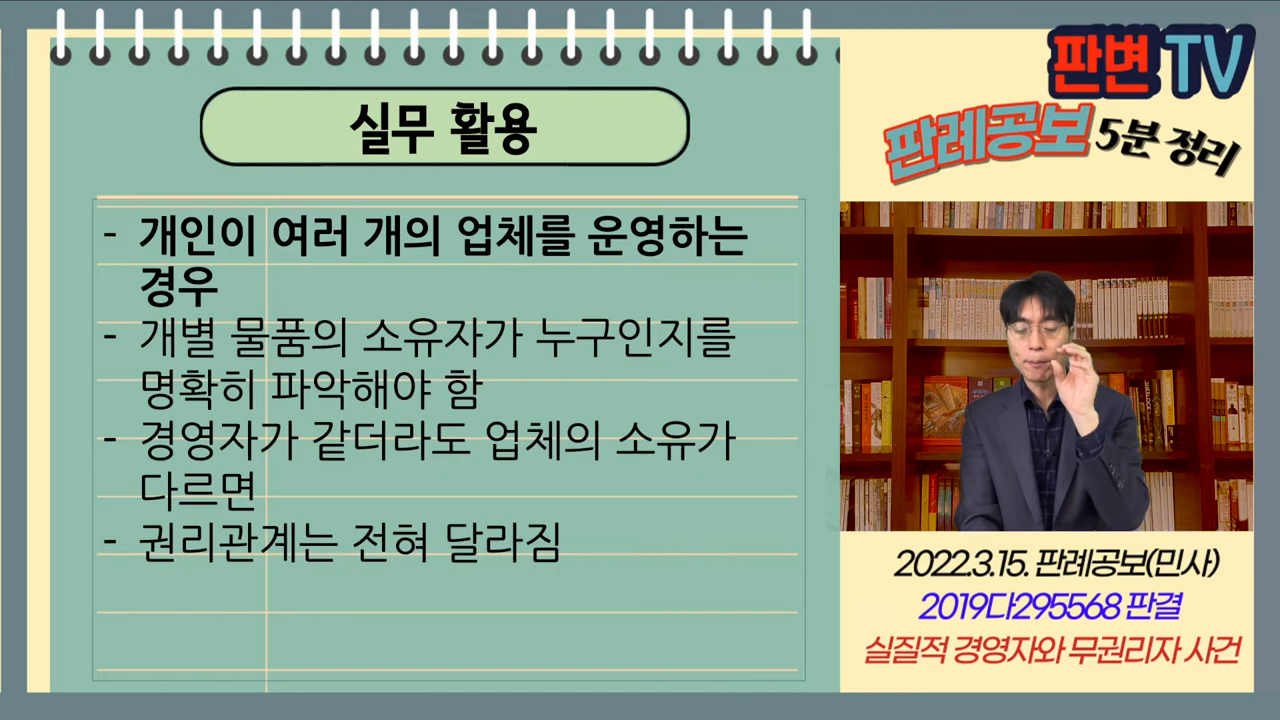 판변 TV
판례공보 5분 정리
실무 활용
- 개인이 여러 개의 업체를 운영하는
경우
- 개별 물품의 소유자가 누구인지를
명확히 파악해야 함
- 경영자가 같더라도 업체의 소유가
다르면
- 권리관계는 전혀 달라짐
2022.3.15. 판례공보(민사)
2019다295568 판결
실질적 경영자와 무권리자 사건